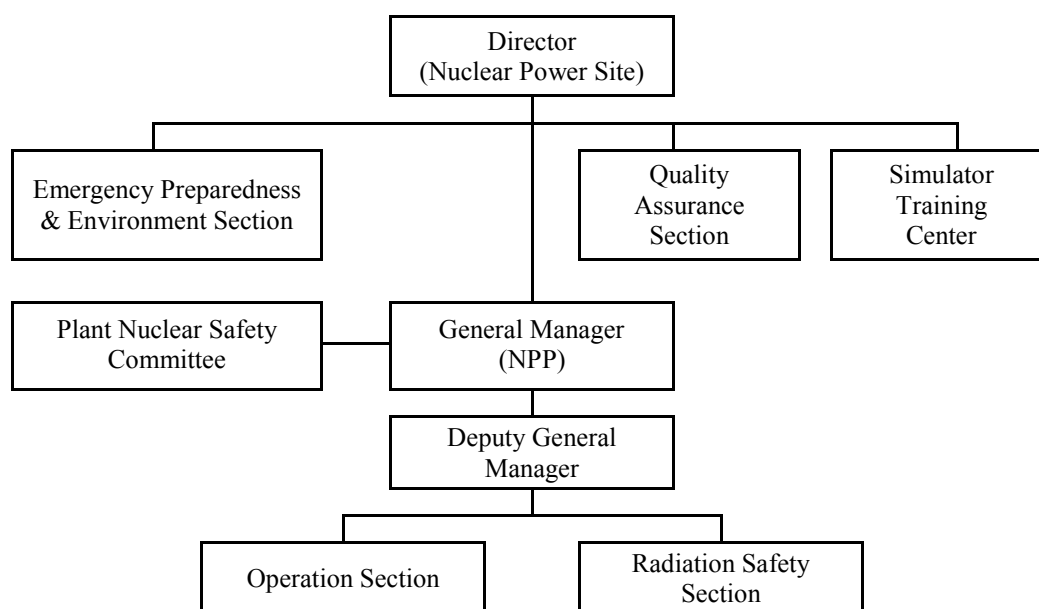 Director
(Nuclear Power Site)
Emergency Preparedness
& Environment Section
Quality
Assurance
Section
Simulator
Training
Center
Plant Nuclear Safety
Committee
General Manager
(NPP)
Deputy General
Manager
Operation Section
Radiation Safety
Section